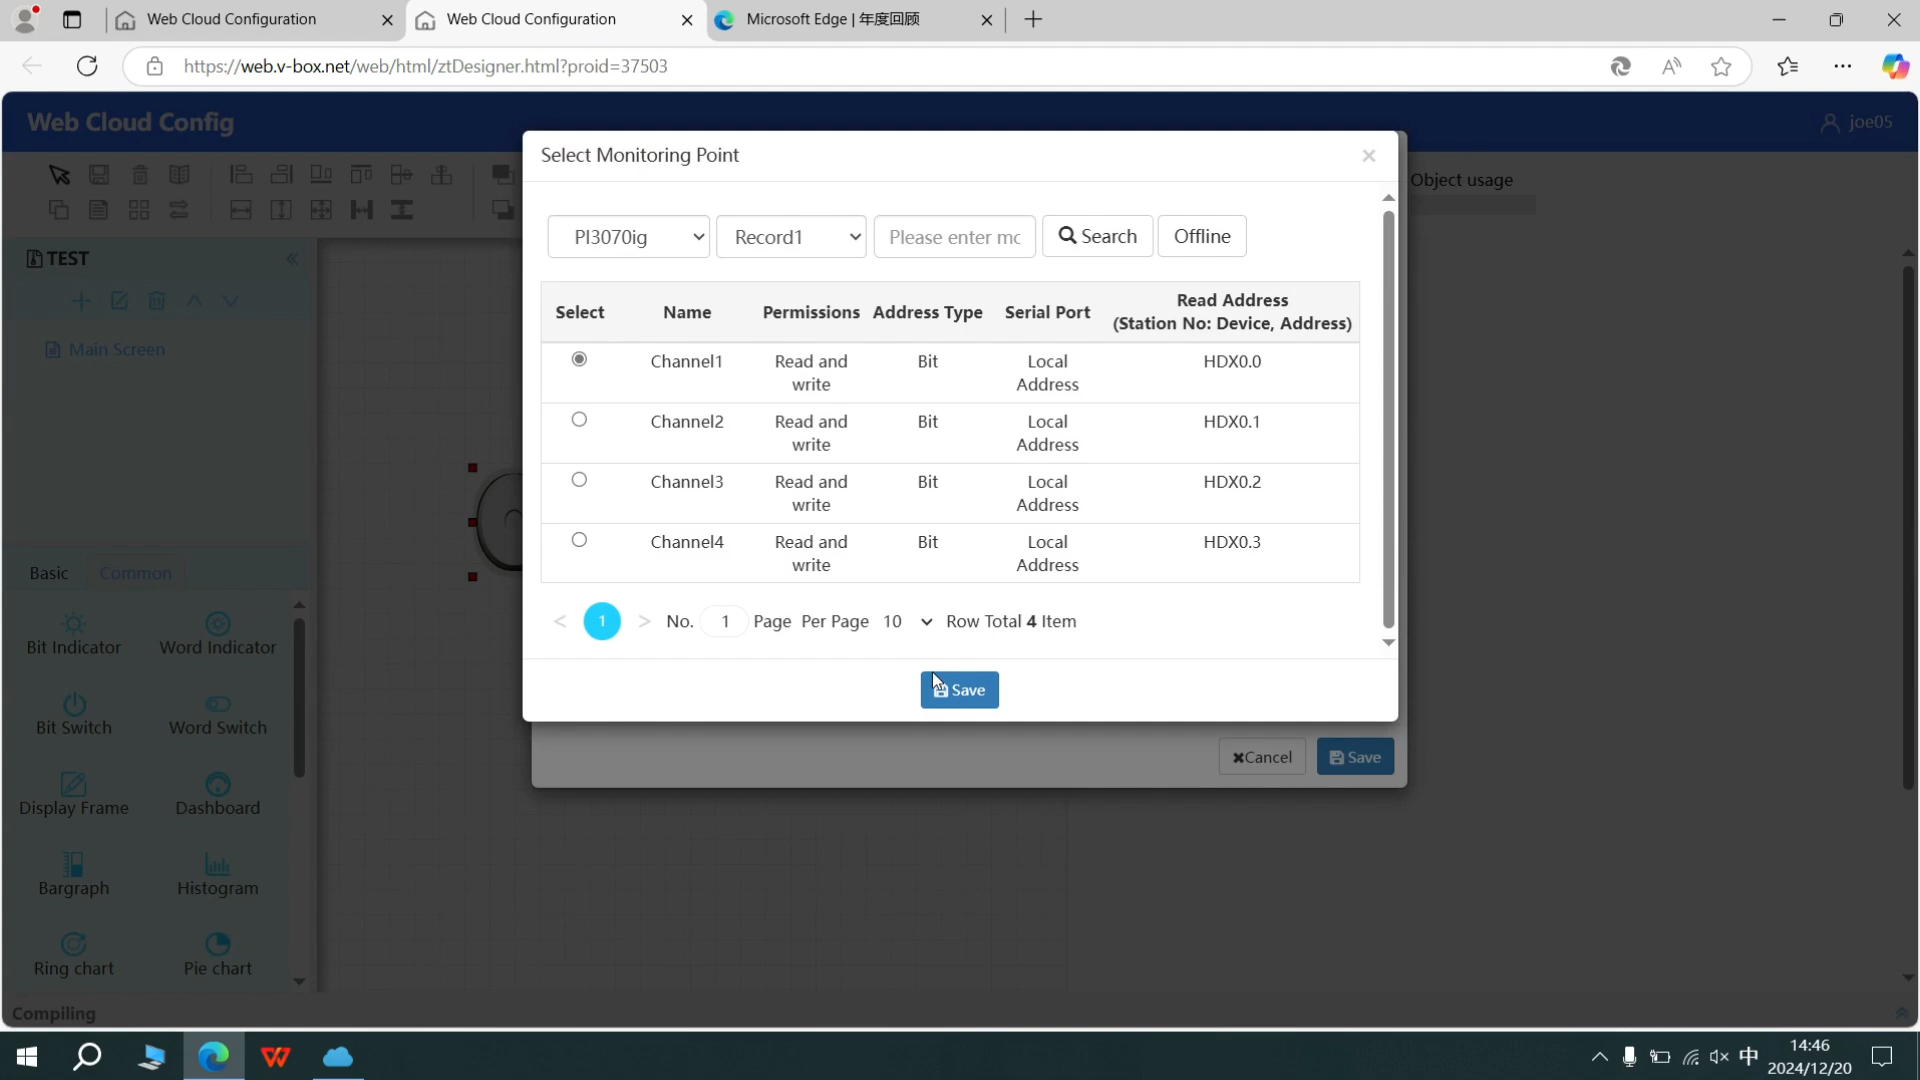 Web Cloud Configuration
Web Cloud Configuration
Microsoft Edge | 年度回顾
https://web.v-box.net/web/html/ztDesigner.html?proid=37503
Web Cloud Config
joe05
Select Monitoring Point
Object usage
PI3070ig
Record1
Please enter mc
Search
Offline
TEST
Main Screen
Select Name Permissions Address Type Serial Port Read Address
(Station No: Device, Address)
Channel1 Read and write Bit Local Address HDX0.0
Channel2 Read and write Bit Local Address HDX0.1
Channel3 Read and write Bit Local Address HDX0.2
Channel4 Read and write Bit Local Address HDX0.3
< 1 > No. 1 Page Per Page 10 Row Total 4 Item
Save
Cancel
Save
Basic Common
Bit Indicator Word Indicator
Bit Switch Word Switch
Display Frame Dashboard
Bargraph Histogram
Ring chart Pie chart
Compiling
中
14:46
2024/12/20